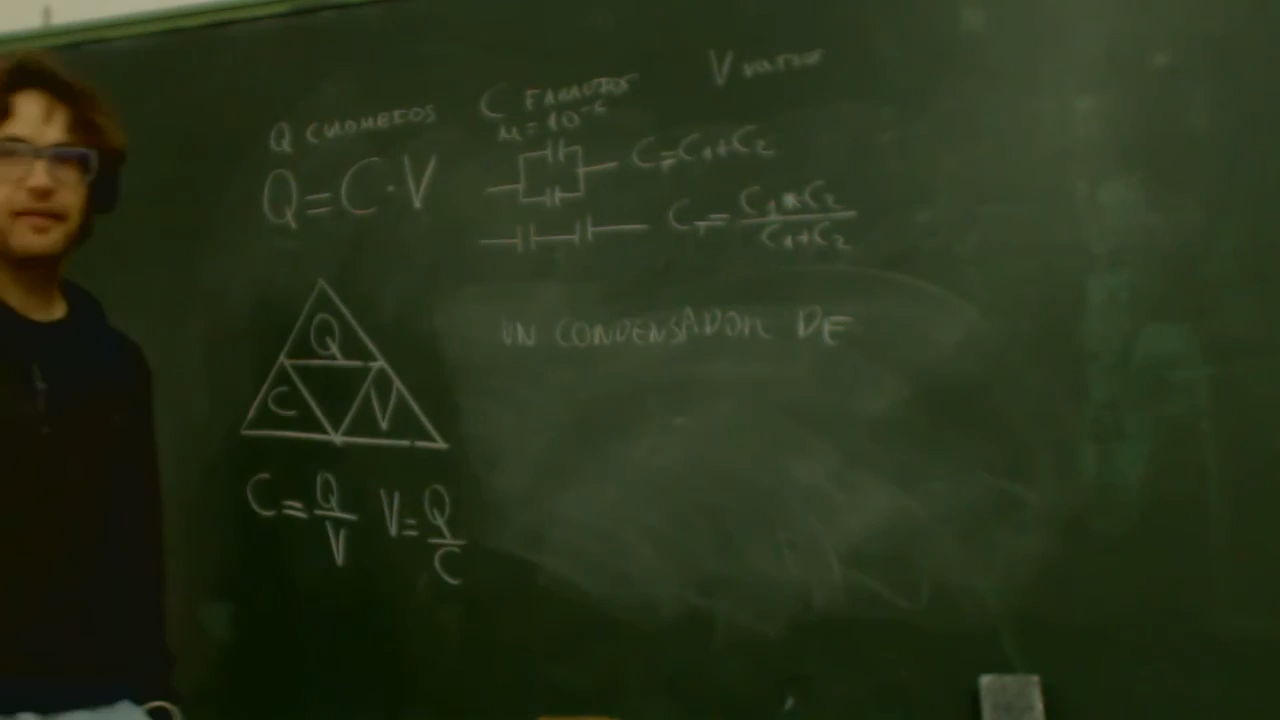 Q CULOMBIOS C FARADIOS V VOLTIOS
μ=10⁻⁶
Q=C·V
C_T=C₁+C₂
C_T=C₁×C₂/C₁+C₂
UN CONDENSADOR DE
Q
C V
C=Q/V V=Q/C